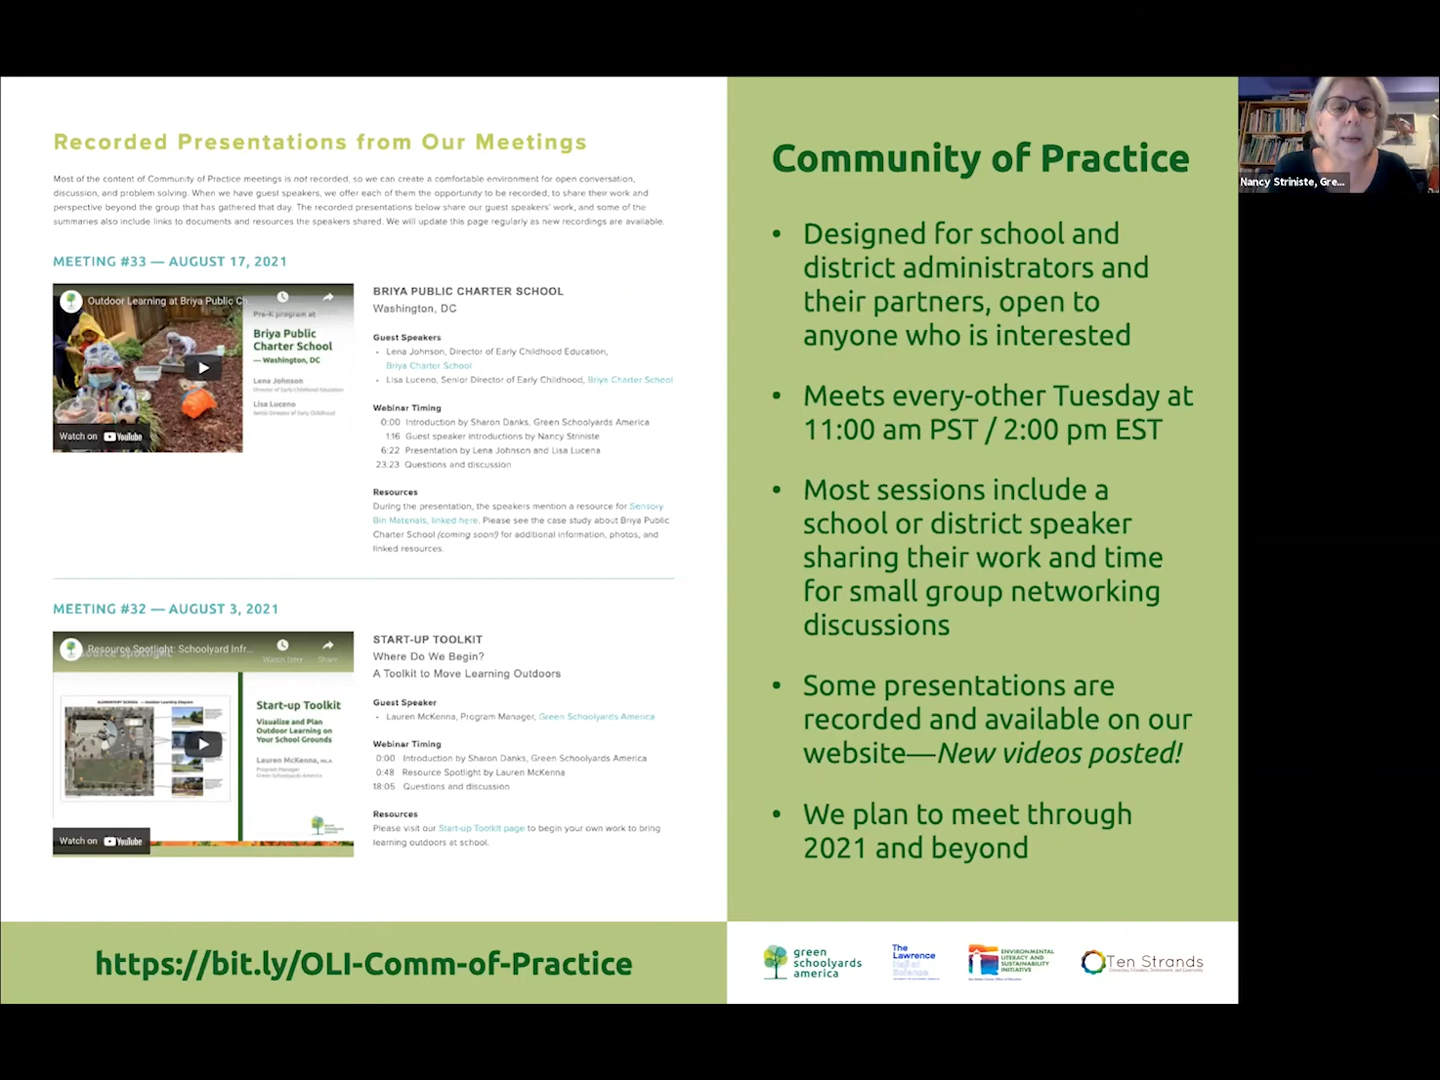 Recorded Presentations from Our Meetings
Most of the content of Community of Practice meetings is not recorded, so we can create a comfortable environment for open conversation,
discussion, and problem solving. When we have guest speakers, we offer each of them the opportunity to be recorded, to share their work and
perspective beyond the group that has gathered that day. The recorded presentations below share our guest speakers' work, and some of the
summaries also include links to documents and resources the speakers shared. We will update this page regularly as new recordings are available.
MEETING #33 — AUGUST 17, 2021
Outdoor Learning at Briya Public Ch
Pre-K program at
Briya Public
Charter School
— Washington, DC
Lena Johnson
Director of Early Childhood Education
Lisa Luceno
Senior Director of Early Childhood
Watch on YouTube
BRIYA PUBLIC CHARTER SCHOOL
Washington, DC
Guest Speakers
• Lena Johnson, Director of Early Childhood Education,
Briya Charter School
• Lisa Luceno, Senior Director of Early Childhood, Briya Charter School
Webinar Timing
0:00 Introduction by Sharon Danks, Green Schoolyards America
1:16 Guest speaker introductions by Nancy Striniste
6:22 Presentation by Lena Johnson and Lisa Lucena
23:23 Questions and discussion
Resources
During the presentation, the speakers mention a resource for Sensory
Bin Materials, linked here. Please see the case study about Briya Public
Charter School (coming soon!) for additional information, photos, and
linked resources.
MEETING #32 — AUGUST 3, 2021
Resource Spotlight: Schoolyard Infr...
Watch later Share
ELEMENTARY SCHOOL — Outdoor Learning Diagram
Start-up Toolkit
Visualize and Plan
Outdoor Learning on
Your School Grounds
Lauren McKenna, MLA
Program Manager
Green Schoolyards America
Watch on YouTube
START-UP TOOLKIT
Where Do We Begin?
A Toolkit to Move Learning Outdoors
Guest Speaker
• Lauren McKenna, Program Manager, Green Schoolyards America
Webinar Timing
0:00 Introduction by Sharon Danks, Green Schoolyards America
0:48 Resource Spotlight by Lauren McKenna
18:05 Questions and discussion
Resources
Please visit our Start-up Toolkit page to begin your own work to bring
learning outdoors at school.
https://bit.ly/OLI-Comm-of-Practice
Community of Practice
• Designed for school and
district administrators and
their partners, open to
anyone who is interested
• Meets every-other Tuesday at
11:00 am PST / 2:00 pm EST
• Most sessions include a
school or district speaker
sharing their work and time
for small group networking
discussions
• Some presentations are
recorded and available on our
website—New videos posted!
• We plan to meet through
2021 and beyond
green
schoolyards
america
The
Lawrence
Hall of
Science
ENVIRONMENTAL
LITERACY AND
SUSTAINABILITY
INITIATIVE
Ten Strands
Nancy Striniste, Gre...